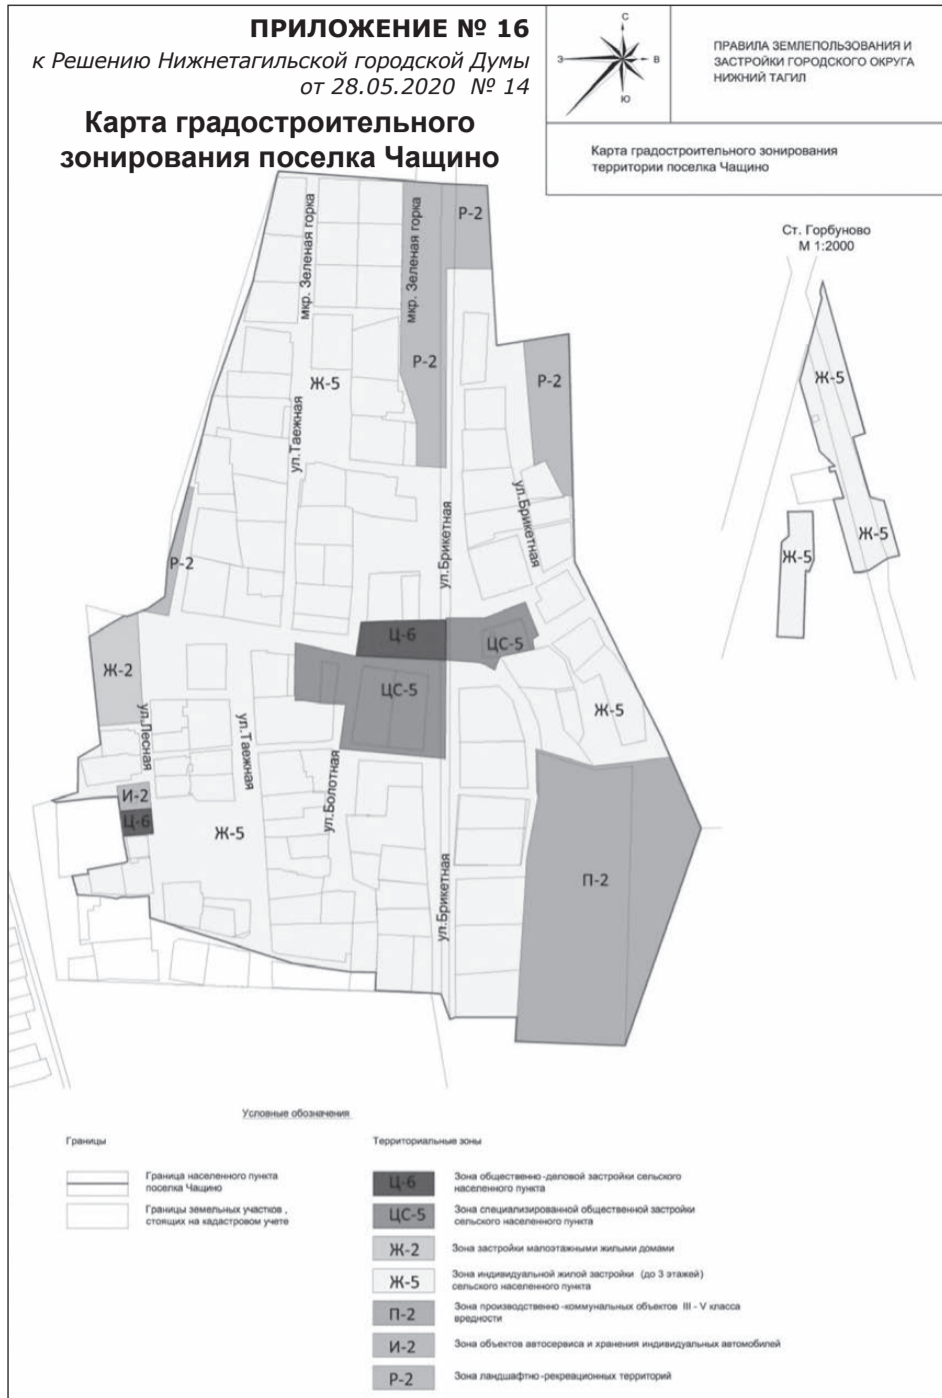 ПРИЛОЖЕНИЕ № 16
к Решению Нижнетагильской городской Думы
от 28.05.2020 № 14
Карта градостроительного
зонирования поселка Чащино
С
З
В
Ю
ПРАВИЛА ЗЕМЛЕПОЛЬЗОВАНИЯ И
ЗАСТРОЙКИ ГОРОДСКОГО ОКРУГА
НИЖНИЙ ТАГИЛ
Карта градостроительного зонирования
территории поселка Чащино
Ст. Горбуново
М 1:2000
Ж-5
Ж-5
Ж-5
мкр. Зеленая горка
мкр. Зеленая горка
Р-2
Р-2
Р-2
Ж-5
ул.Таежная
ул.Брикетная
ул.Брикетная
Р-2
Ц-6
ЦС-5
Ж-2
ЦС-5
Ж-5
ул.Лесная
ул.Таежная
ул.Болотная
И-2
Ц-6
Ж-5
ул.Брикетная
П-2
Условные обозначения
Границы
Граница населенного пункта
поселка Чащино
Границы земельных участков ,
стоящих на кадастровом учете
Территориальные зоны
Ц-6
Зона общественно-деловой застройки сельского
населенного пункта
ЦС-5
Зона специализированной общественной застройки
сельского населенного пункта
Ж-2
Зона застройки малоэтажными жилыми домами
Ж-5
Зона индивидуальной жилой застройки (до 3 этажей)
сельского населенного пункта
П-2
Зона производственно-коммунальных объектов III - V класса
вредности
И-2
Зона объектов автосервиса и хранения индивидуальных автомобилей
Р-2
Зона ландшафтно-рекреационных территорий